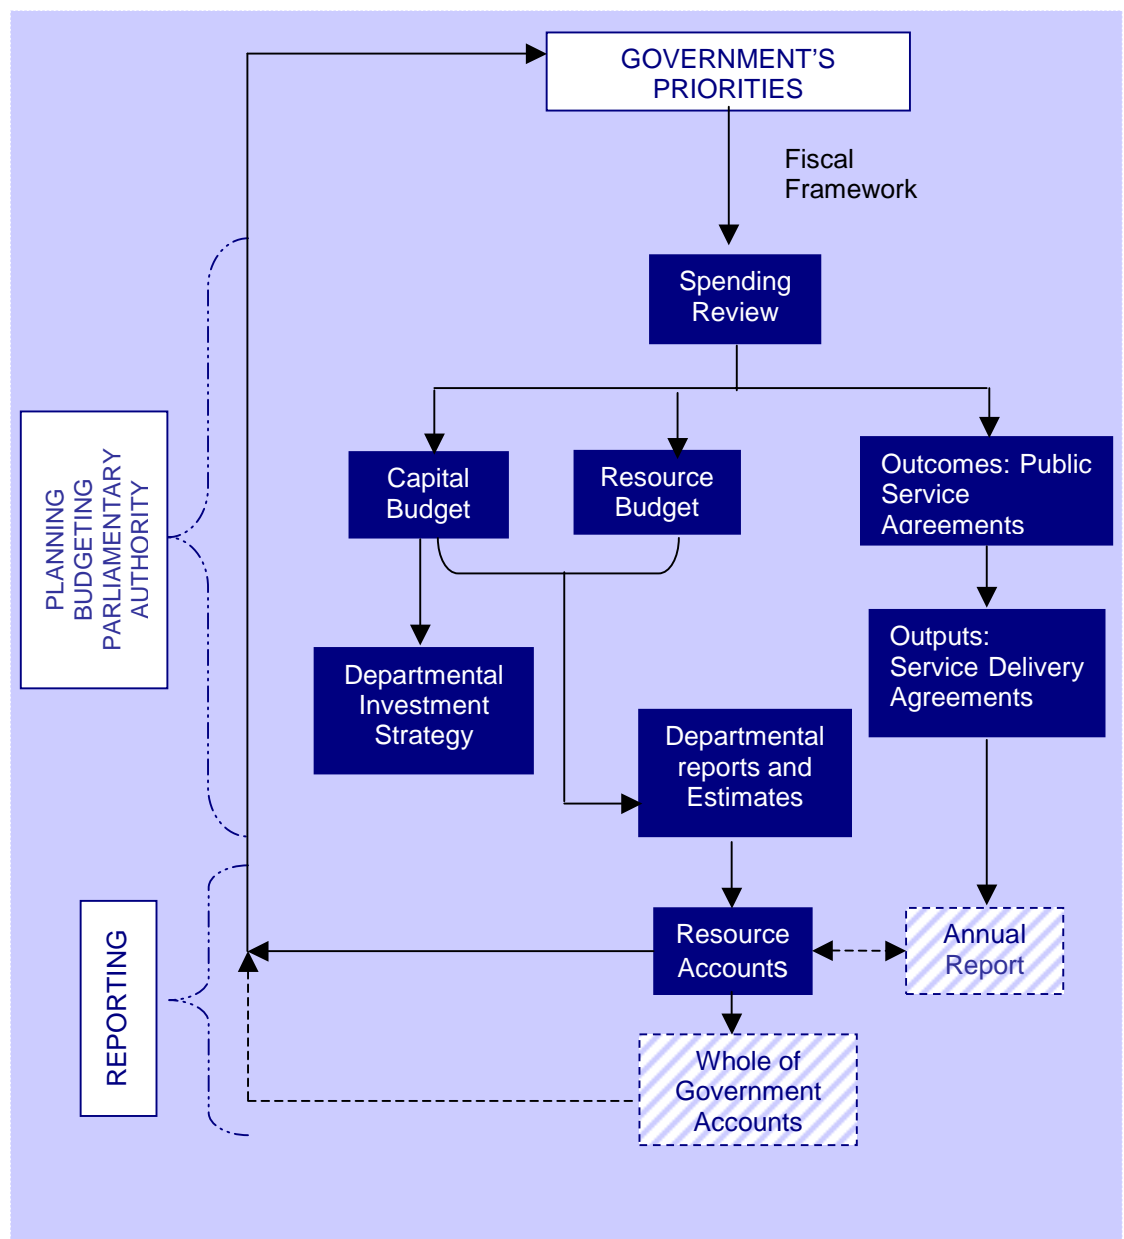 GOVERNMENT'S
PRIORITIES
Fiscal
Framework
Spending
Review
Capital
Budget
Resource
Budget
Outcomes: Public
Service
Agreements
PLANNING
BUDGETING
PARLIAMENTARY
AUTHORITY
Outputs:
Service Delivery
Agreements
Departmental
Investment
Strategy
Departmental
reports and
Estimates
REPORTING
Resource
Accounts
Annual
Report
Whole of
Government
Accounts